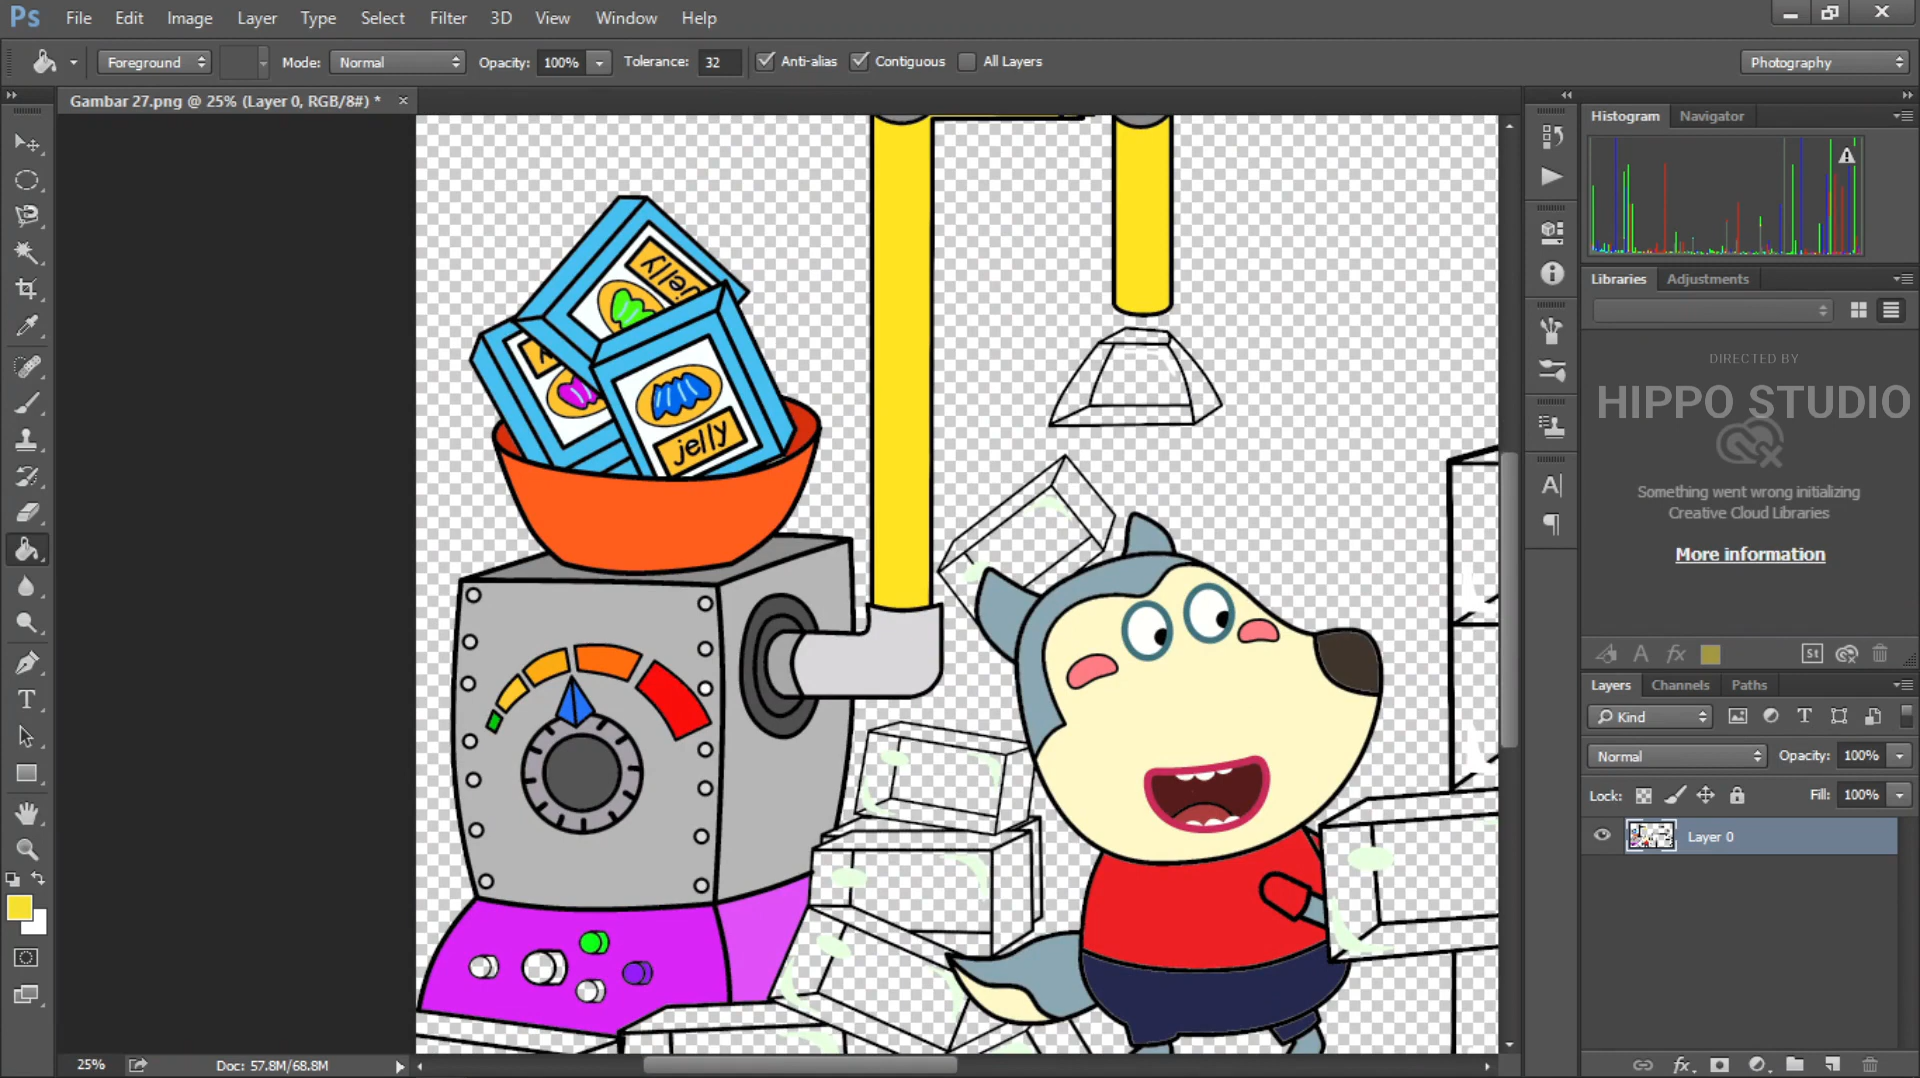 Ps File Edit Image Layer Type Select Filter 3D View Window Help
Foreground Mode: Normal Opacity: 100% Tolerance: 32 Anti-alias Contiguous All Layers Photography
Gambar 27.png @ 25% (Layer 0, RGB/8#) * ×
Histogram Navigator
jelly
jelly
jelly
Libraries Adjustments
DIRECTED BY
HIPPO STUDIO
Something went wrong initializing
Creative Cloud Libraries
More information
St
Layers Channels Paths
Kind
Normal Opacity: 100%
Lock: Fill: 100%
Layer 0
25% Doc: 57.8M/68.8M